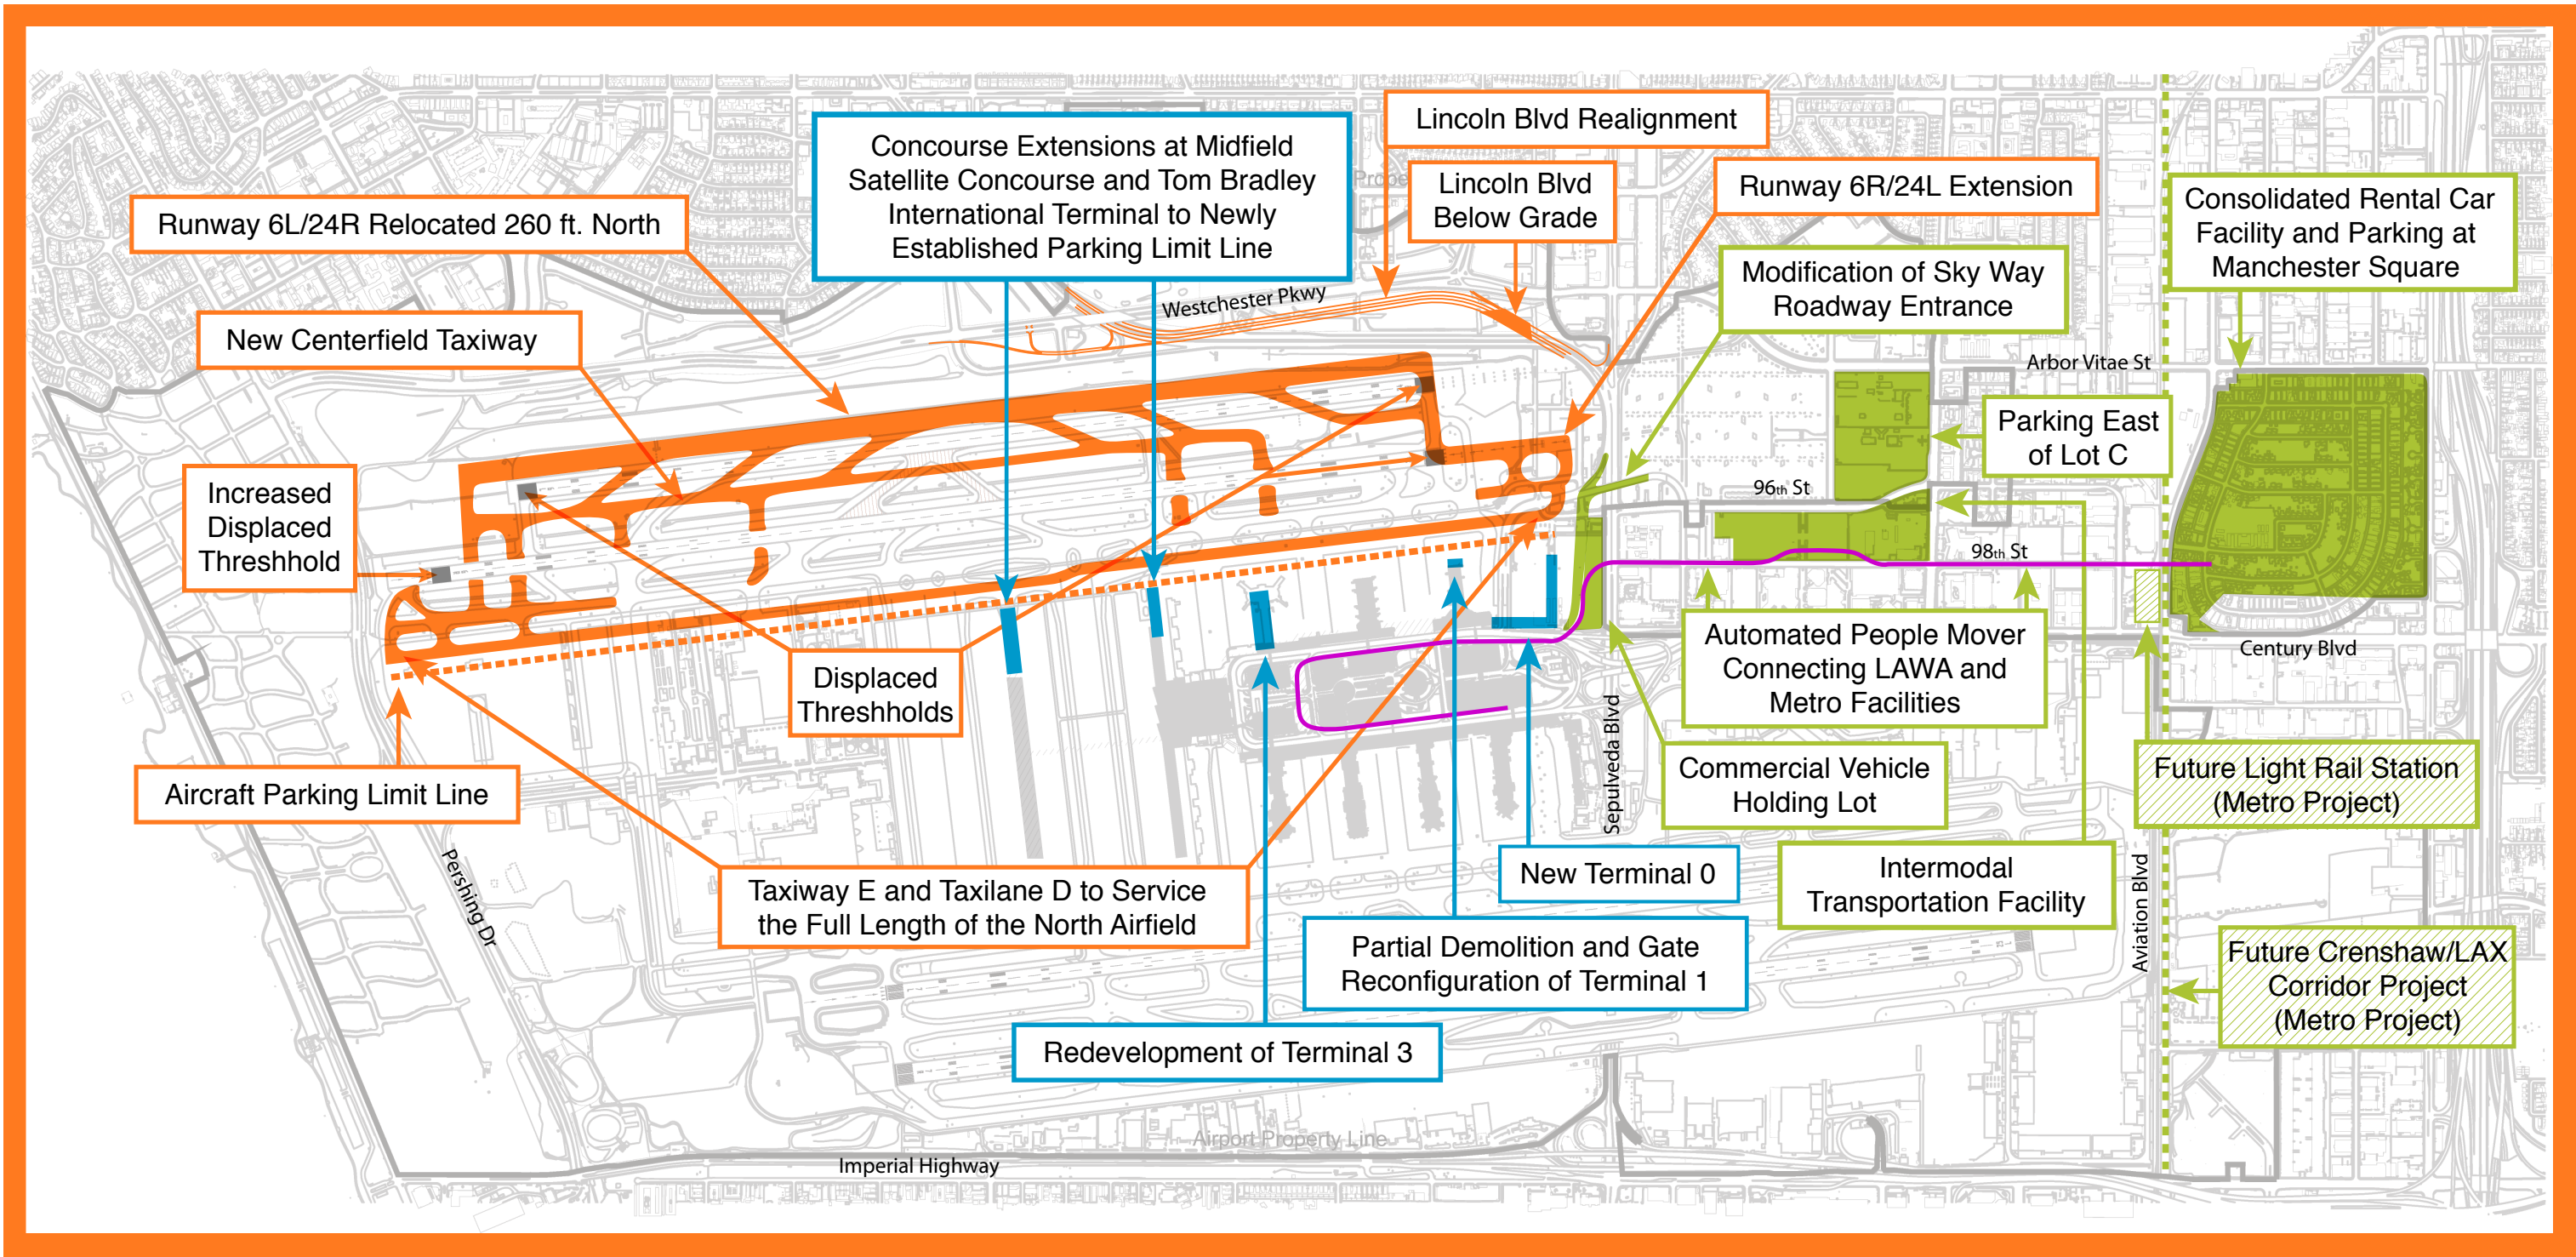 Lincoln Blvd Realignment
Concourse Extensions at Midfield
Satellite Concourse and Tom Bradley
International Terminal to Newly
Established Parking Limit Line
Lincoln Blvd
Below Grade
Runway 6R/24L Extension
Consolidated Rental Car
Facility and Parking at
Manchester Square
Runway 6L/24R Relocated 260 ft. North
Modification of Sky Way
Roadway Entrance
Westchester Pkwy
New Centerfield Taxiway
Arbor Vitae St
Parking East
of Lot C
Increased
Displaced
Threshhold
96th St
98th St
Automated People Mover
Connecting LAWA and
Metro Facilities
Century Blvd
Displaced
Threshholds
Sepulveda Blvd
Aircraft Parking Limit Line
Commercial Vehicle
Holding Lot
Future Light Rail Station
(Metro Project)
Pershing Dr
Taxiway E and Taxilane D to Service
the Full Length of the North Airfield
New Terminal 0
Intermodal
Transportation Facility
Aviation Blvd
Partial Demolition and Gate
Reconfiguration of Terminal 1
Future Crenshaw/LAX
Corridor Project
(Metro Project)
Redevelopment of Terminal 3
Airport Property Line
Imperial Highway